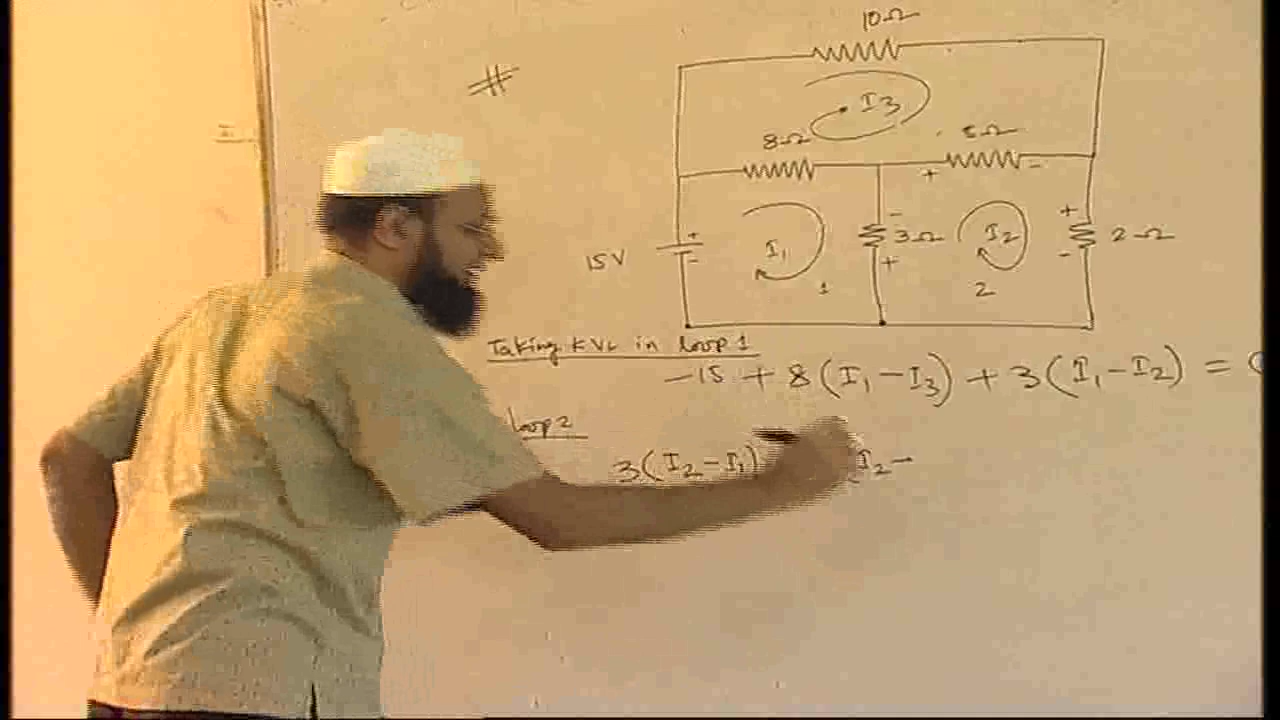 10Ω
#
I3
8Ω
5Ω
+ -
+ - 15V
I1
1
- 3Ω +
I2
2
+ 2Ω -
Taking KVL in loop 1
-15 + 8(I1 - I3) + 3(I1 - I2) =
loop 2
3(I2 - I1) (I2 -